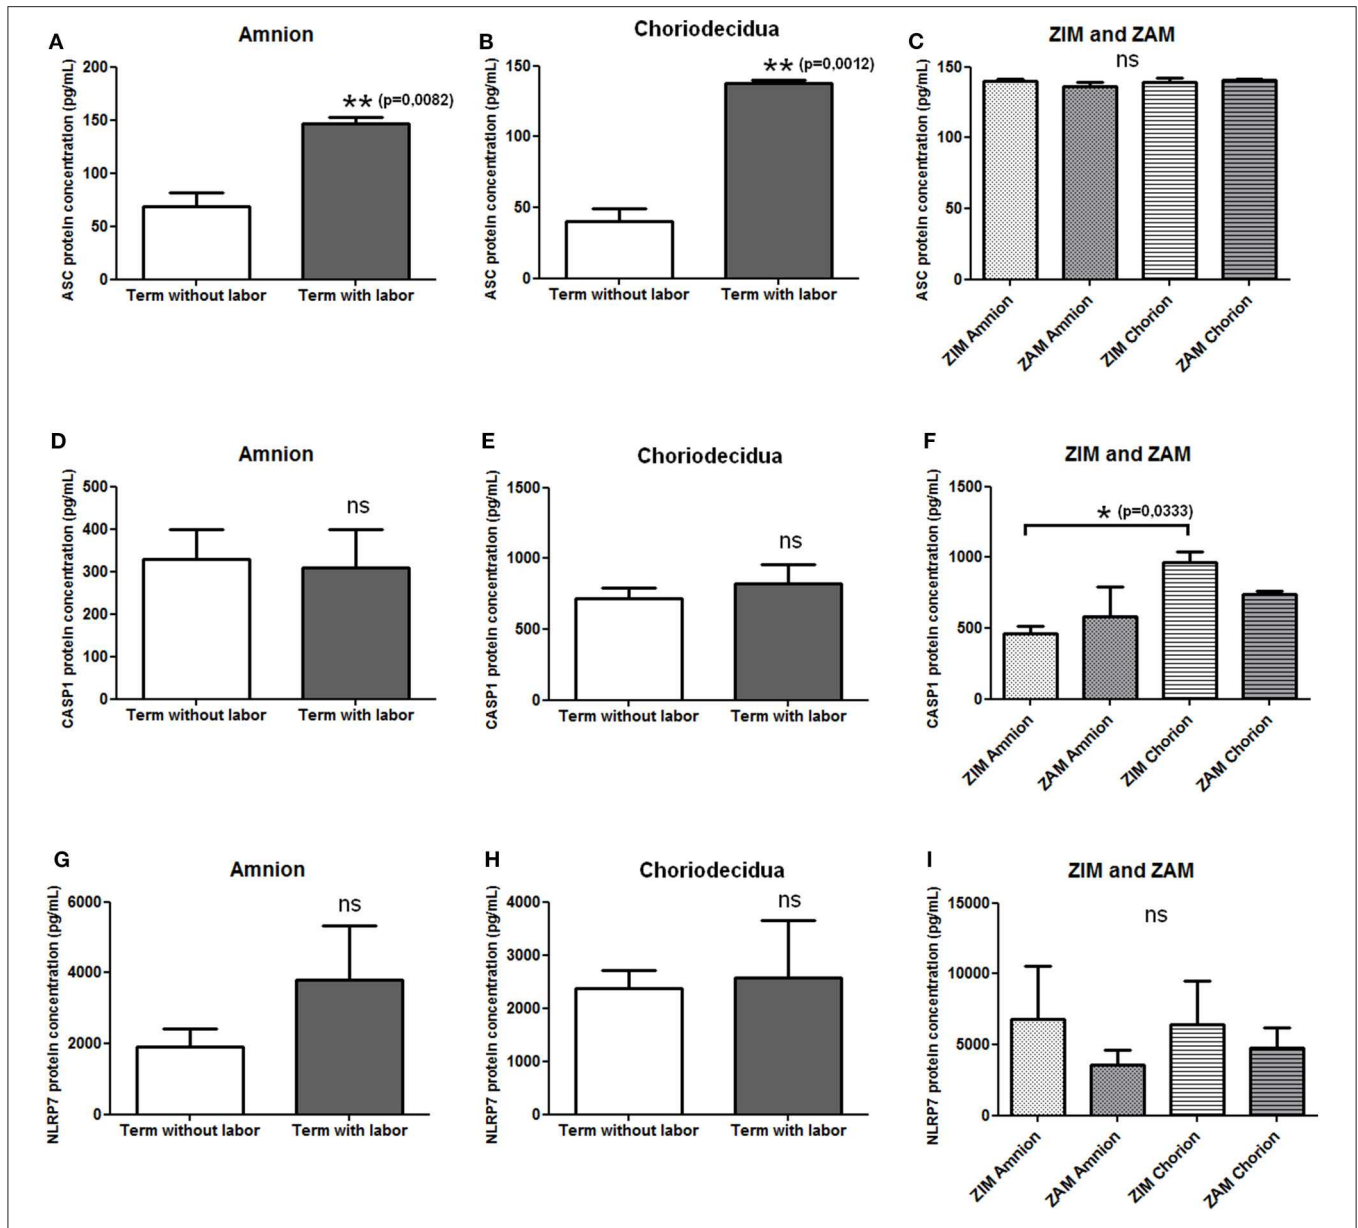 A
Amnion
ASC protein concentration (pg/mL)
200
150
100
50
0
** (p=0,0082)
Term without labor
Term with labor
B
Choriodecidua
ASC protein concentration (pg/mL)
150
100
50
0
** (p=0,0012)
Term without labor
Term with labor
C
ZIM and ZAM
ns
ASC protein concentration (pg/mL)
150
100
50
0
ZIM Amnion
ZAM Amnion
ZIM Chorion
ZAM Chorion
D
Amnion
CASP1 protein concentration (pg/mL)
500
400
300
200
100
0
ns
Term without labor
Term with labor
E
Choriodecidua
CASP1 protein concentration (pg/mL)
1500
1000
500
0
ns
Term without labor
Term with labor
F
ZIM and ZAM
CASP1 protein concentration (pg/mL)
1500
1000
500
0
* (p=0,0333)
ZIM Amnion
ZAM Amnion
ZIM Chorion
ZAM Chorion
G
Amnion
NLRP7 protein concentration (pg/mL)
6000
4000
2000
0
ns
Term without labor
Term with labor
H
Choriodecidua
NLRP7 protein concentration (pg/mL)
4000
3000
2000
1000
0
ns
Term without labor
Term with labor
I
ZIM and ZAM
NLRP7 protein concentration (pg/mL)
15000
10000
5000
0
ns
ZIM Amnion
ZAM Amnion
ZIM Chorion
ZAM Chorion